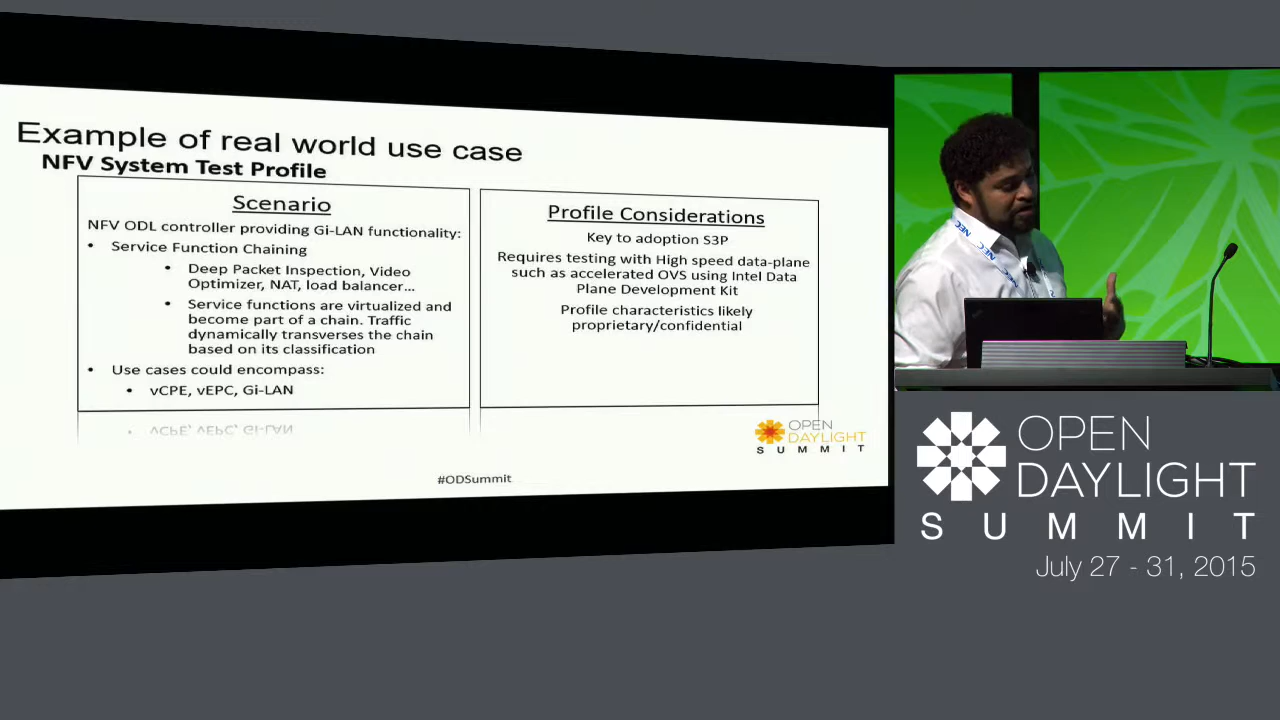 Example of real world use case
NFV System Test Profile
Scenario
NFV ODL controller providing Gi-LAN functionality:
• Service Function Chaining
• Deep Packet Inspection, Video
Optimizer, NAT, load balancer...
• Service functions are virtualized and
become part of a chain. Traffic
dynamically transverses the chain
based on its classification
• Use cases could encompass:
• vCPE, vEPC, Gi-LAN
Profile Considerations
Key to adoption S3P
Requires testing with High speed data-plane
such as accelerated OVS using Intel Data
Plane Development Kit
Profile characteristics likely
proprietary/confidential
OPEN
DAYLIGHT
SUMMIT
#ODSummit
NEC
NEC
NEC
OPEN
DAYLIGHT
SUMMIT
July 27 - 31, 2015